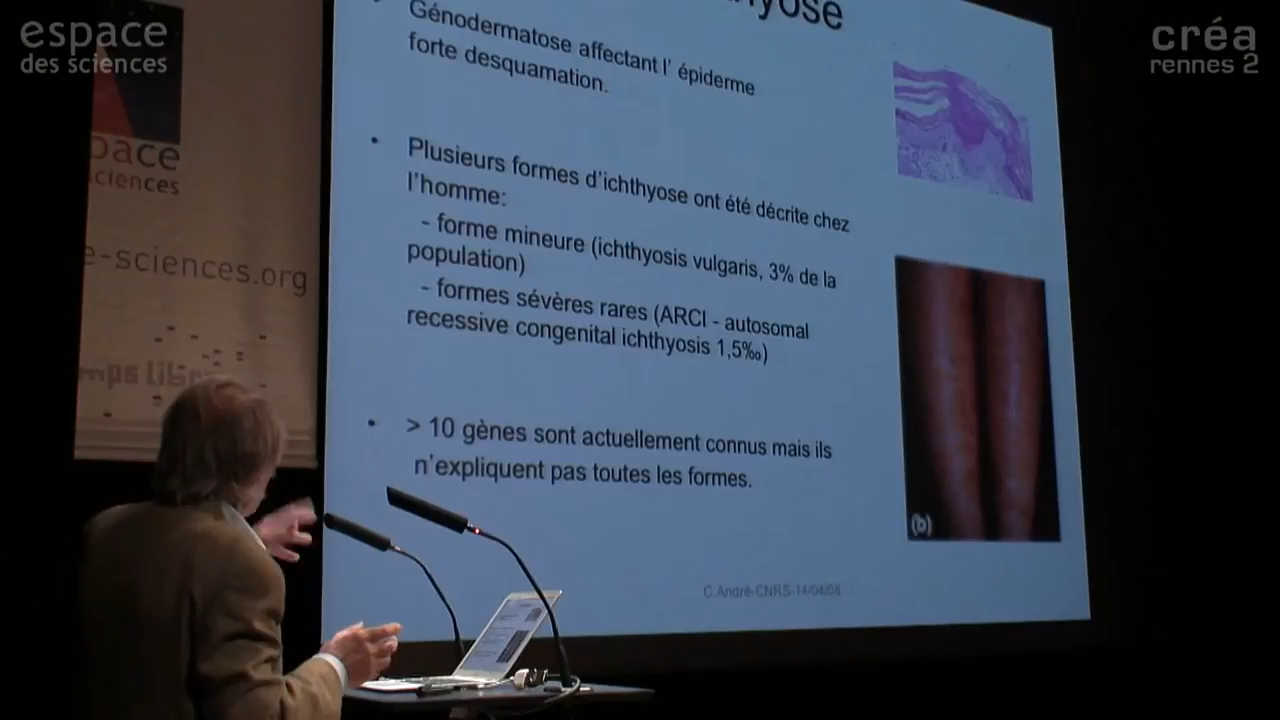 espace
des sciences
créa
rennes 2
pace
ciences
e-sciences.org
Génodermatose affectant l' épiderme
forte desquamation.
• Plusieurs formes d'ichthyose ont été décrite chez
l'homme:
- forme mineure (ichthyosis vulgaris, 3% de la
population)
- formes sévères rares (ARCI - autosomal
recessive congenital ichthyosis 1,5‰)
• > 10 gènes sont actuellement connus mais ils
n'expliquent pas toutes les formes.
(b)
C.André-CNRS-14/04/08